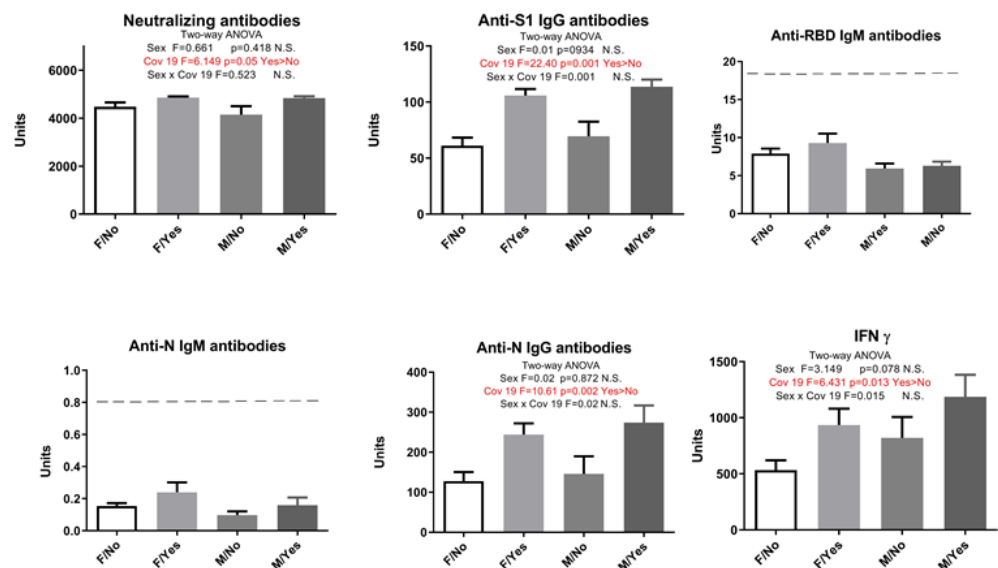 Neutralizing antibodies
Two-way ANOVA
Sex F=0.661 p=0.418 N.S.
Cov 19 F=6.149 p=0.05 Yes>No
Sex x Cov 19 F=0.523 N.S.
Units
6000
4000
2000
0
F/No F/Yes M/No M/Yes
Anti-S1 IgG antibodies
Two-way ANOVA
Sex F=0.01 p=0934 N.S.
Cov 19 F=22.40 p=0.001 Yes>No
Sex x Cov 19 F=0.001 N.S.
Units
150
100
50
0
F/No F/Yes M/No M/Yes
Anti-RBD IgM antibodies
Units
20
15
10
5
0
F/No F/Yes M/Yes M/No
Anti-N IgM antibodies
Units
1.0
0.8
0.6
0.4
0.2
0.0
F/No F/Yes M/No M/Yes
Anti-N IgG antibodies
Two-way ANOVA
Sex F=0.02 p=0.872 N.S.
Cov 19 F=10.61 p=0.002 Yes>No
Sex x Cov 19 F=0.02 N.S.
Units
400
300
200
100
0
F/No F/Yes M/No M/Yes
IFN γ
Two-way ANOVA
Sex F=3.149 p=0.078 N.S.
Cov 19 F=6.431 p=0.013 Yes>No
Sex x Cov 19 F=0.015 N.S.
Units
1500
1000
500
0
F/No F/Yes M/No M/Yes